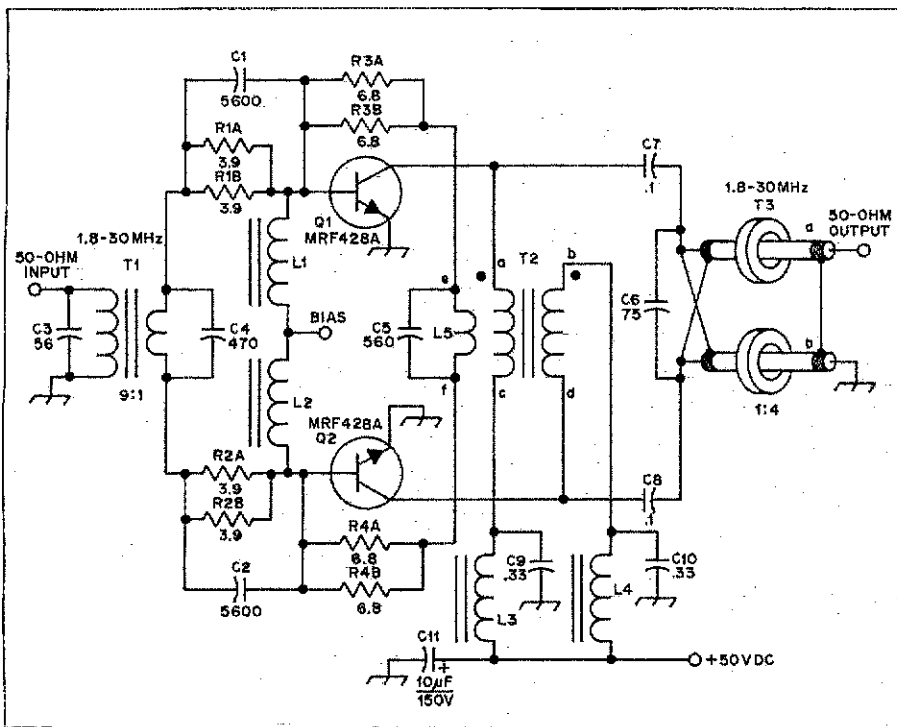 C1
5600
R3A
6.8
R3B
6.8
R1A
3.9
R1B
3.9
Q1
MRF428A
C7
.1
1.8-30MHz
T3
a
50-OHM
OUTPUT
1.8-30MHz
50-OHM
INPUT
T1
C3
56
9:1
C4
470
L1
BIAS
L2
e
C5
560
L5
f
a
T2
b
c
d
C6
75
b
1:4
MRF428A
Q2
R2A
3.9
R2B
3.9
C2
5600
R4A
6.8
R4B
6.8
C8
.1
C9
.33
L3
L4
C10
.33
C11
+
10µF
150V
+50VDC